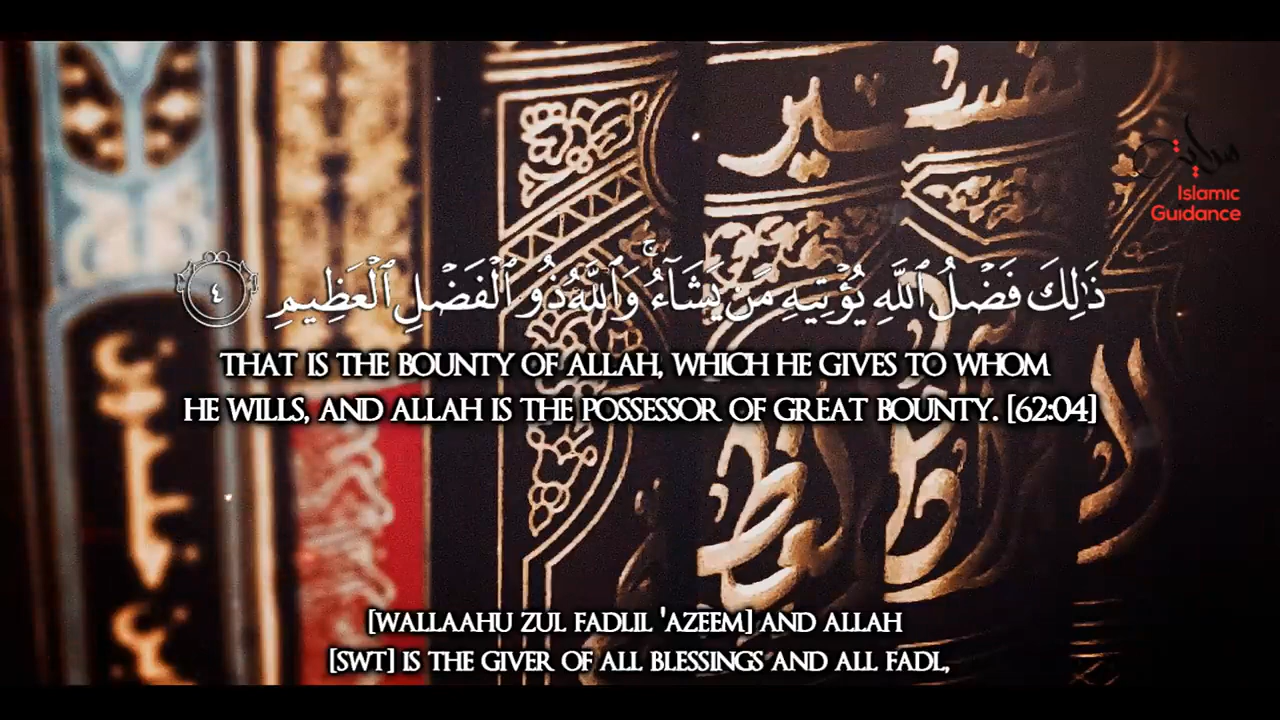 تفسير
هداية
Islamic
Guidance
ذَٰلِكَ فَضْلُ ٱللَّهِ يُؤْتِيهِ مَن يَشَآءُ ۚ وَٱللَّهُ ذُو ٱلْفَضْلِ ٱلْعَظِيمِ ٤
THAT IS THE BOUNTY OF ALLAH, WHICH HE GIVES TO WHOM
HE WILLS, AND ALLAH IS THE POSSESSOR OF GREAT BOUNTY. [62:04]
[WALLAAHU ZUL FADLIL 'AZEEM] AND ALLAH
[SWT] IS THE GIVER OF ALL BLESSINGS AND ALL FADL,